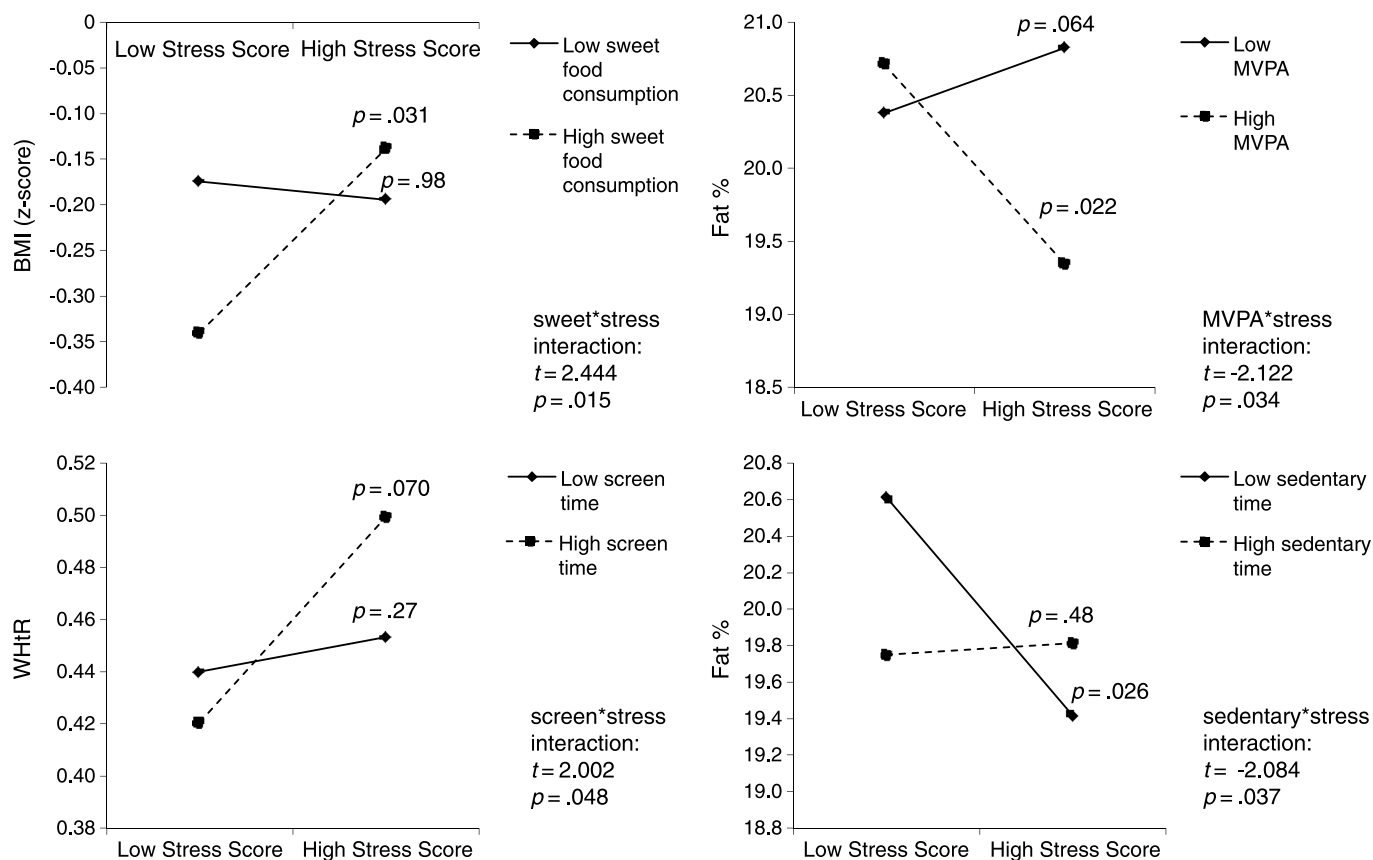 0
-0.05
-0.10
-0.15
-0.20
-0.25
-0.30
-0.35
-0.40
BMI (z-score)
Low Stress Score
High Stress Score
p = .031
p = .98
Low sweet
food
consumption
High sweet
food
consumption
sweet*stress
interaction:
t = 2.444
p = .015
21.0
20.5
20.0
19.5
19.0
18.5
Fat %
p = .064
p = .022
Low Stress Score
High Stress Score
Low
MVPA
High
MVPA
MVPA*stress
interaction:
t = -2.122
p = .034
0.52
0.50
0.48
0.46
0.44
0.42
0.40
0.38
WHtR
p = .070
p = .27
Low Stress Score
High Stress Score
Low screen
time
High screen
time
screen*stress
interaction:
t = 2.002
p = .048
20.8
20.6
20.4
20.2
20.0
19.8
19.6
19.4
19.2
19.0
18.8
Fat %
p = .48
p = .026
Low Stress Score
High Stress Score
Low sedentary
time
High sedentary
time
sedentary*stress
interaction:
t = -2.084
p = .037